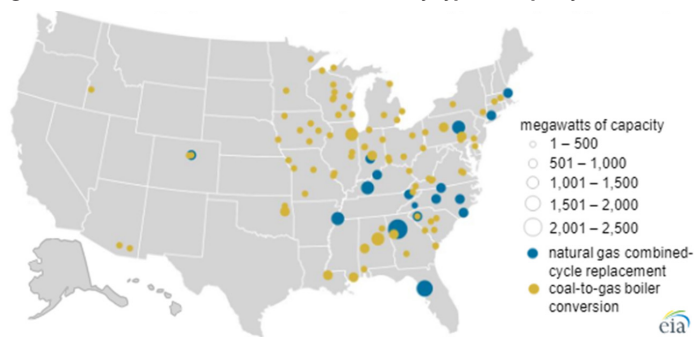 megawatts of capacity
1 – 500
501 – 1,000
1,001 – 1,500
1,501 – 2,000
2,001 – 2,500
natural gas combined-
cycle replacement
coal-to-gas boiler
conversion
eia